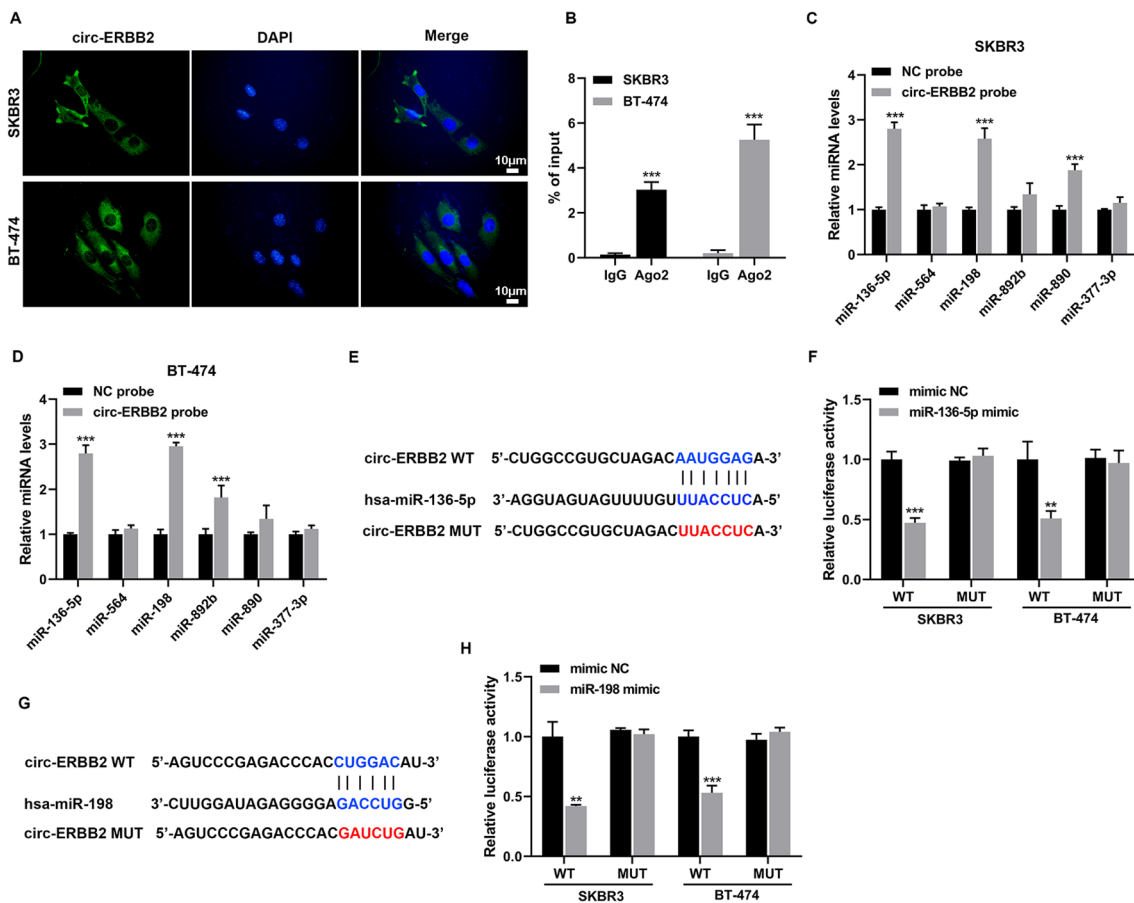 A
circ-ERBB2
DAPI
Merge
SKBR3
10μm
BT-474
10μm
B
SKBR3
BT-474
% of input
8
6
4
2
0
***
***
IgG
Ago2
IgG
Ago2
C
SKBR3
NC probe
circ-ERBB2 probe
Relative miRNA levels
4
3
2
1
0
***
***
***
miR-136-5p
miR-564
miR-198
miR-892b
miR-890
miR-377-3p
D
BT-474
NC probe
circ-ERBB2 probe
Relative miRNA levels
4
3
2
1
0
***
***
***
miR-136-5p
miR-564
miR-198
miR-892b
miR-890
miR-377-3p
E
circ-ERBB2 WT 5'-CUGGCCGUGCUAGACAAUGGAGA-3'
hsa-miR-136-5p 3'-AGGUAGUAGUUUUGUUUACCUCA-5'
circ-ERBB2 MUT 5'-CUGGCCGUGCUAGACUUACCUCA-3'
F
mimic NC
miR-136-5p mimic
Relative luciferase activity
1.5
1.0
0.5
0.0
***
**
WT
MUT
WT
MUT
SKBR3
BT-474
G
circ-ERBB2 WT 5'-AGUCCCGAGACCCACCUGGACAU-3'
hsa-miR-198 3'-CUUGGAUAGAGGGGAGACCUGG-5'
circ-ERBB2 MUT 5'-AGUCCCGAGACCCACGAUCUGAU-3'
H
mimic NC
miR-198 mimic
Relative luciferase activity
1.5
1.0
0.5
0.0
**
***
WT
MUT
WT
MUT
SKBR3
BT-474